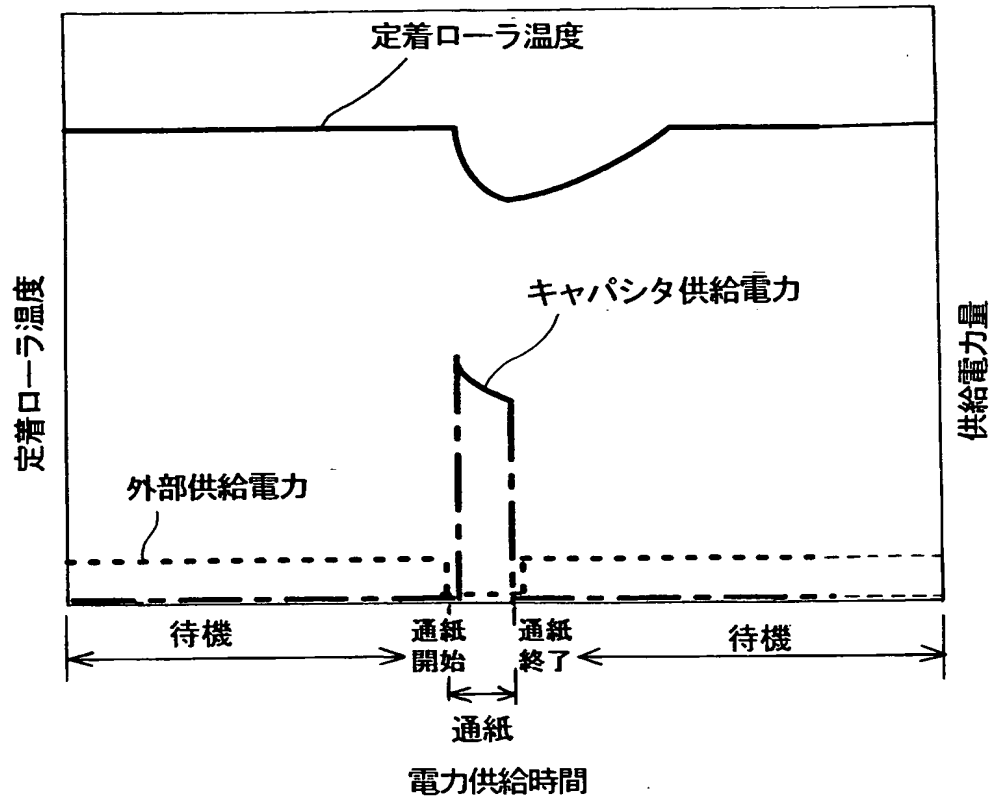 定着ローラ温度
キャパシタ供給電力
定着ローラ温度
供給電力量
外部供給電力
待機
通紙
開始
通紙
終了
待機
通紙
電力供給時間